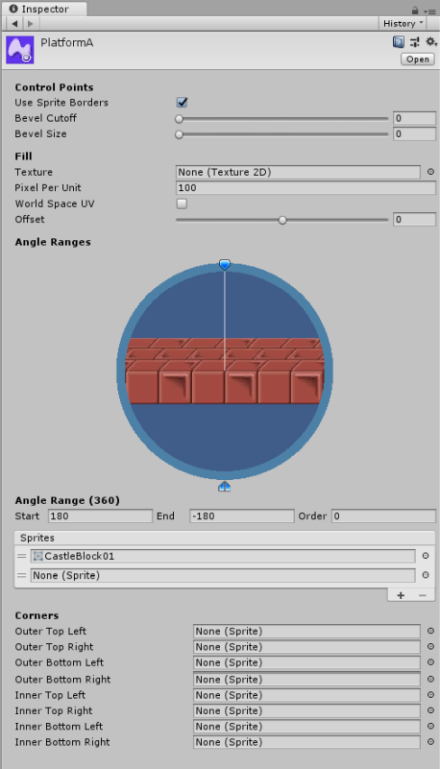 Inspector
History
PlatformA
Open
Control Points
Use Sprite Borders
Bevel Cutoff 0
Bevel Size 0
Fill
Texture None (Texture 2D)
Pixel Per Unit 100
World Space UV
Offset 0
Angle Ranges
Angle Range (360)
Start 180 End -180 Order 0
Sprites
CastleBlock01
None (Sprite)
Corners
Outer Top Left None (Sprite)
Outer Top Right None (Sprite)
Outer Bottom Left None (Sprite)
Outer Bottom Right None (Sprite)
Inner Top Left None (Sprite)
Inner Top Right None (Sprite)
Inner Bottom Left None (Sprite)
Inner Bottom Right None (Sprite)